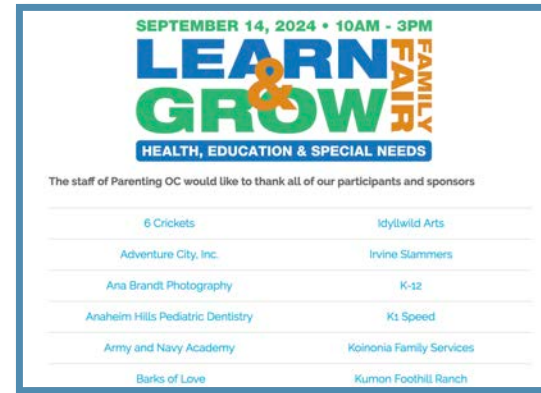 SEPTEMBER 14, 2024 • 10AM - 3PM
LEARN
&
GROW
FAMILY
FAIR
HEALTH, EDUCATION & SPECIAL NEEDS
The staff of Parenting OC would like to thank all of our participants and sponsors
6 Crickets
Idyllwild Arts
Adventure City, Inc.
Irvine Slammers
Ana Brandt Photography
K-12
Anaheim Hills Pediatric Dentistry
K1 Speed
Army and Navy Academy
Koinonia Family Services
Barks of Love
Kumon Foothill Ranch